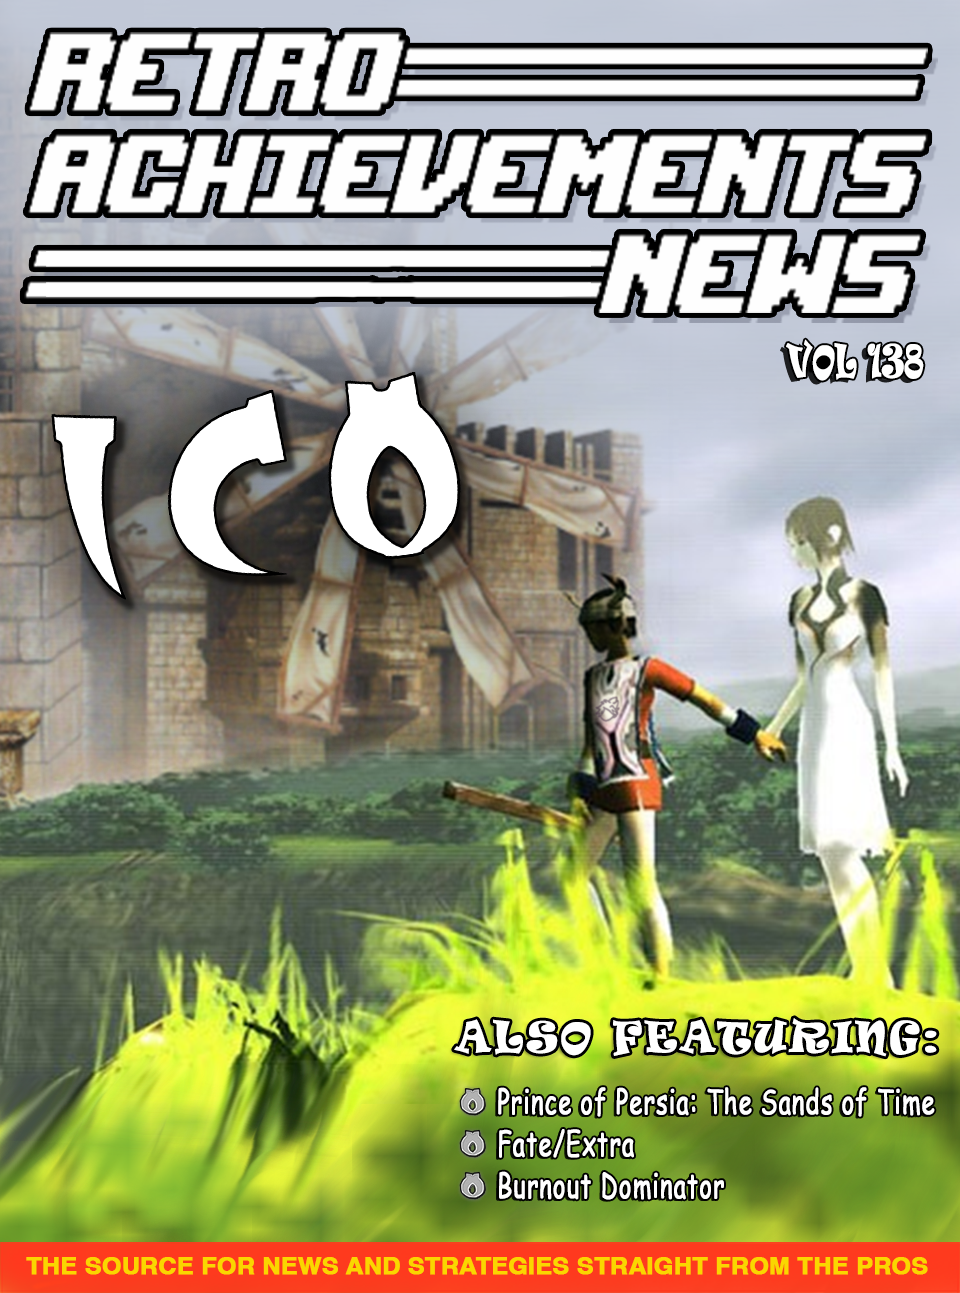 RETRO
ACHIEVEMENTS
NEWS
VOL 138
ICO
ALSO FEATURING:
Prince of Persia: The Sands of Time
Fate/Extra
Burnout Dominator
THE SOURCE FOR NEWS AND STRATEGIES STRAIGHT FROM THE PROS